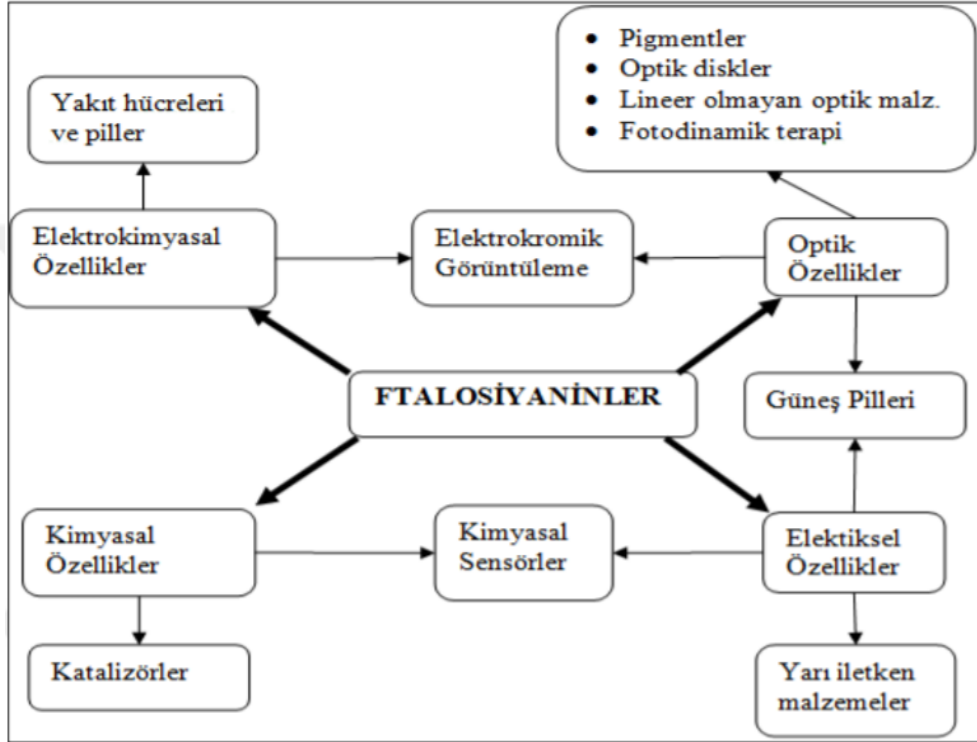 • Pigmentler
• Optik diskler
• Lineer olmayan optik malz.
• Fotodinamik terapi
Yakıt hücreleri
ve piller
Elektrokimyasal
Özellikler
Elektrokromik
Görüntüleme
Optik
Özellikler
FTALOSİYANİNLER
Güneş Pilleri
Kimyasal
Özellikler
Kimyasal
Sensörler
Elektiksel
Özellikler
Katalizörler
Yarı iletken
malzemeler